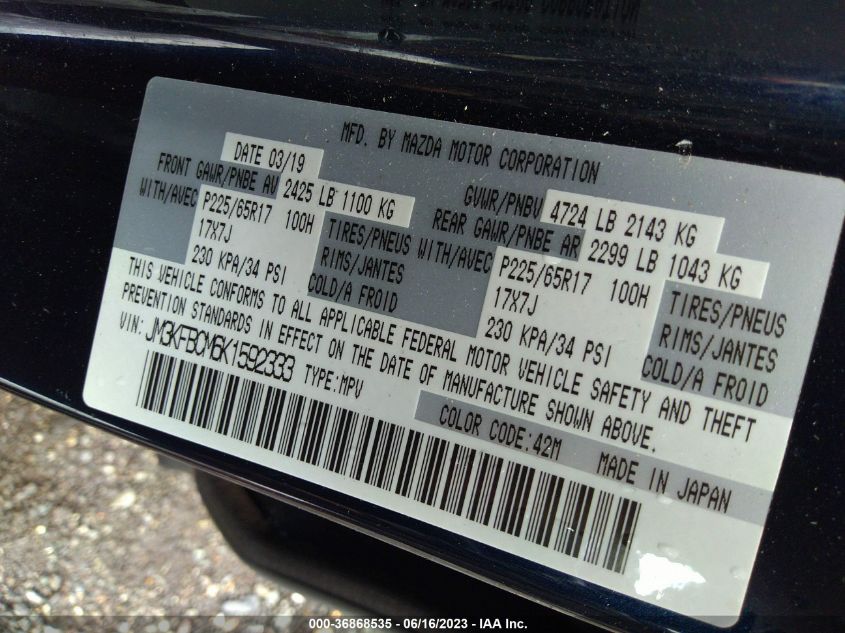 MFD. BY MAZDA MOTOR CORPORATION
DATE 03/19
GVWR/PNBV 4724 LB 2143 KG
FRONT GAWR/PNBE AV 2425 LB 1100 KG
REAR GAWR/PNBE AR 2299 LB 1043 KG
WITH/AVEC P225/65R17 100H TIRES/PNEUS
17X7J RIMS/JANTES
230 KPA/34 PSI COLD/A FROID
WITH/AVEC P225/65R17 100H TIRES/PNEUS
17X7J RIMS/JANTES
230 KPA/34 PSI COLD/A FROID
THIS VEHICLE CONFORMS TO ALL APPLICABLE FEDERAL MOTOR VEHICLE SAFETY AND THEFT
PREVENTION STANDARDS IN EFFECT ON THE DATE OF MANUFACTURE SHOWN ABOVE.
VIN: JM3KFBCM6K1592333 TYPE:MPV
COLOR CODE:42M MADE IN JAPAN
000-36868535 - 06/16/2023 - IAA Inc.